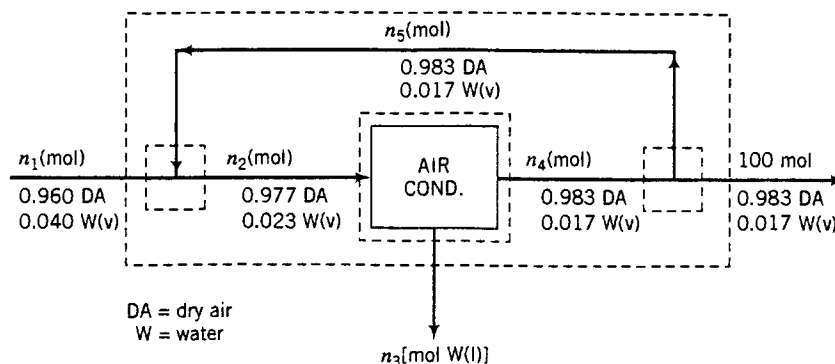 n5(mol)
0.983 DA
0.017 W(v)
n1(mol)
0.960 DA
0.040 W(v)
n2(mol)
0.977 DA
0.023 W(v)
AIR
COND.
n4(mol)
0.983 DA
0.017 W(v)
100 mol
0.983 DA
0.017 W(v)
DA = dry air
W = water
n3[mol W(l)]